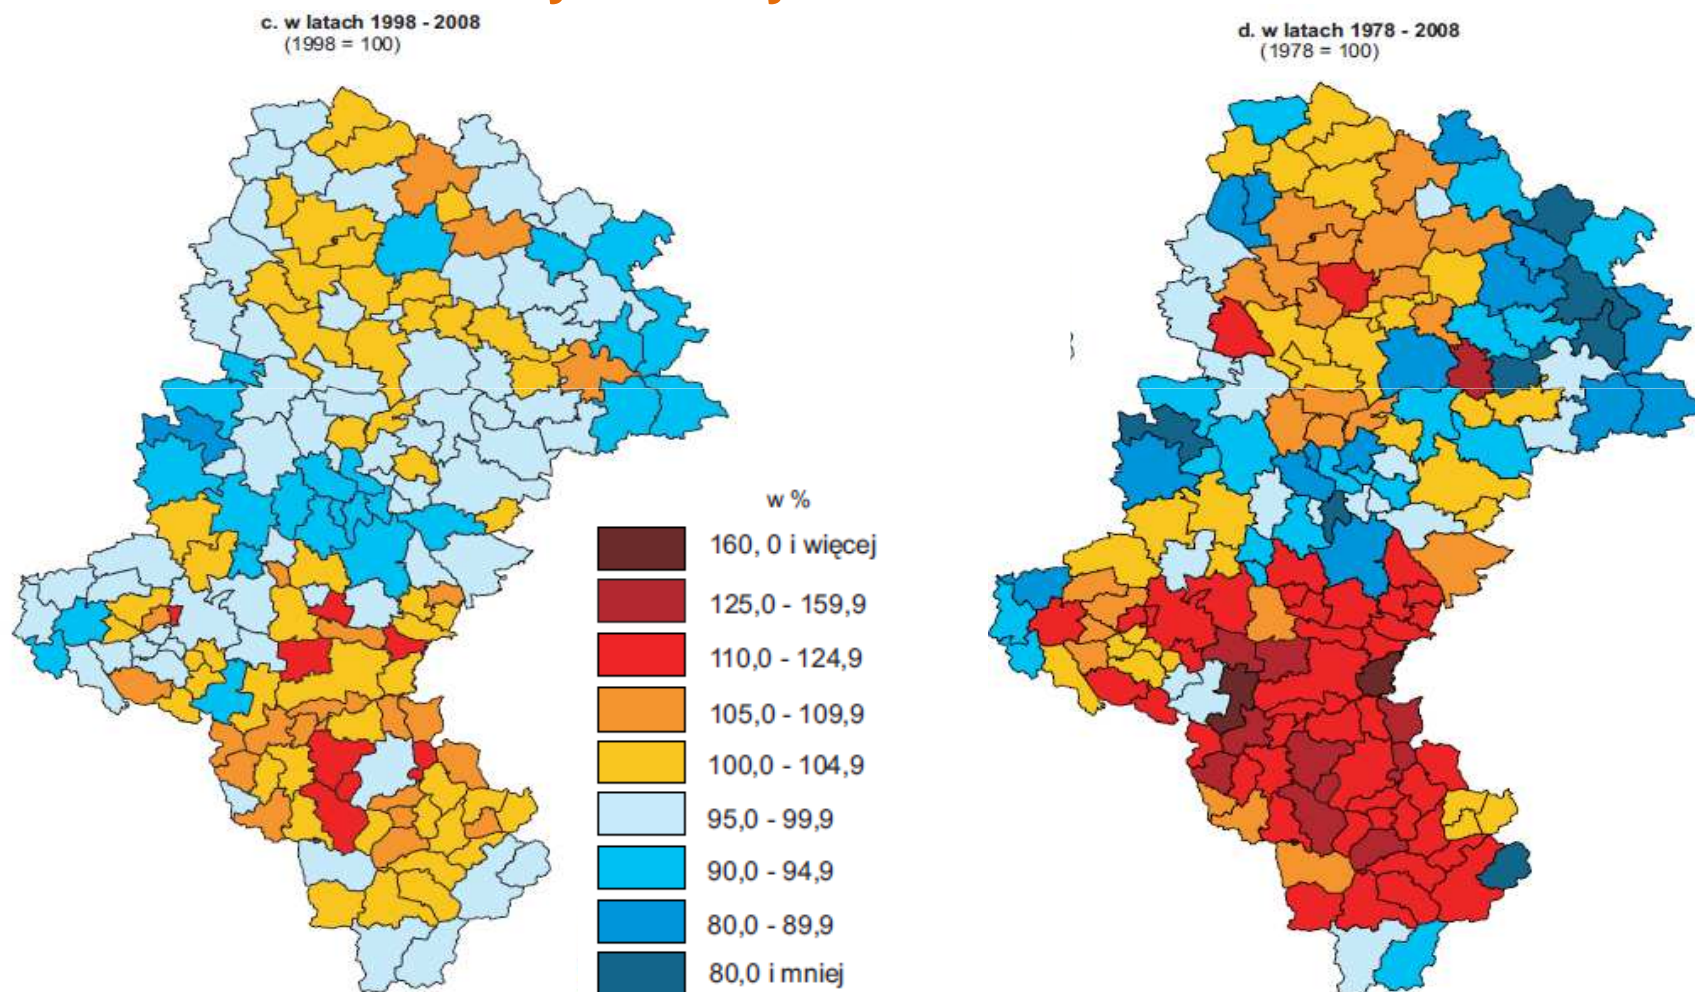 c. w latach 1998 - 2008
(1998 = 100)
d. w latach 1978 - 2008
(1978 = 100)
w %
160, 0 i więcej
125,0 - 159,9
110,0 - 124,9
105,0 - 109,9
100,0 - 104,9
95,0 - 99,9
90,0 - 94,9
80,0 - 89,9
80,0 i mniej